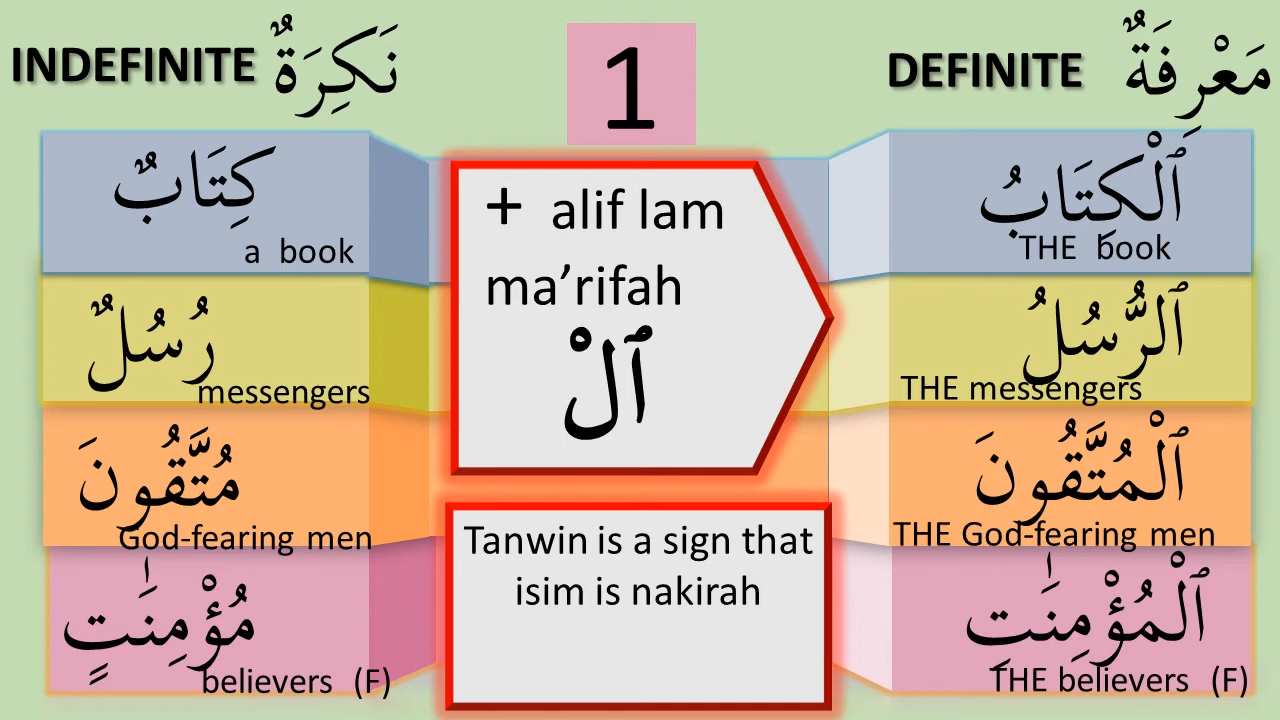 INDEFINITE نَكِرَةٌ
1
DEFINITE مَعْرِفَةٌ
كِتَابٌ
a book
رُسُلٌ
messengers
مُتَّقُونَ
God-fearing men
مُؤْمِنَٰتٍ
believers (F)
+ alif lam
ma’rifah
ٱلْ
Tanwin is a sign that
isim is nakirah
ٱلْكِتَابُ
THE book
ٱلرُّسُلُ
THE messengers
ٱلْمُتَّقُونَ
THE God-fearing men
ٱلْمُؤْمِنَٰتِ
THE believers (F)